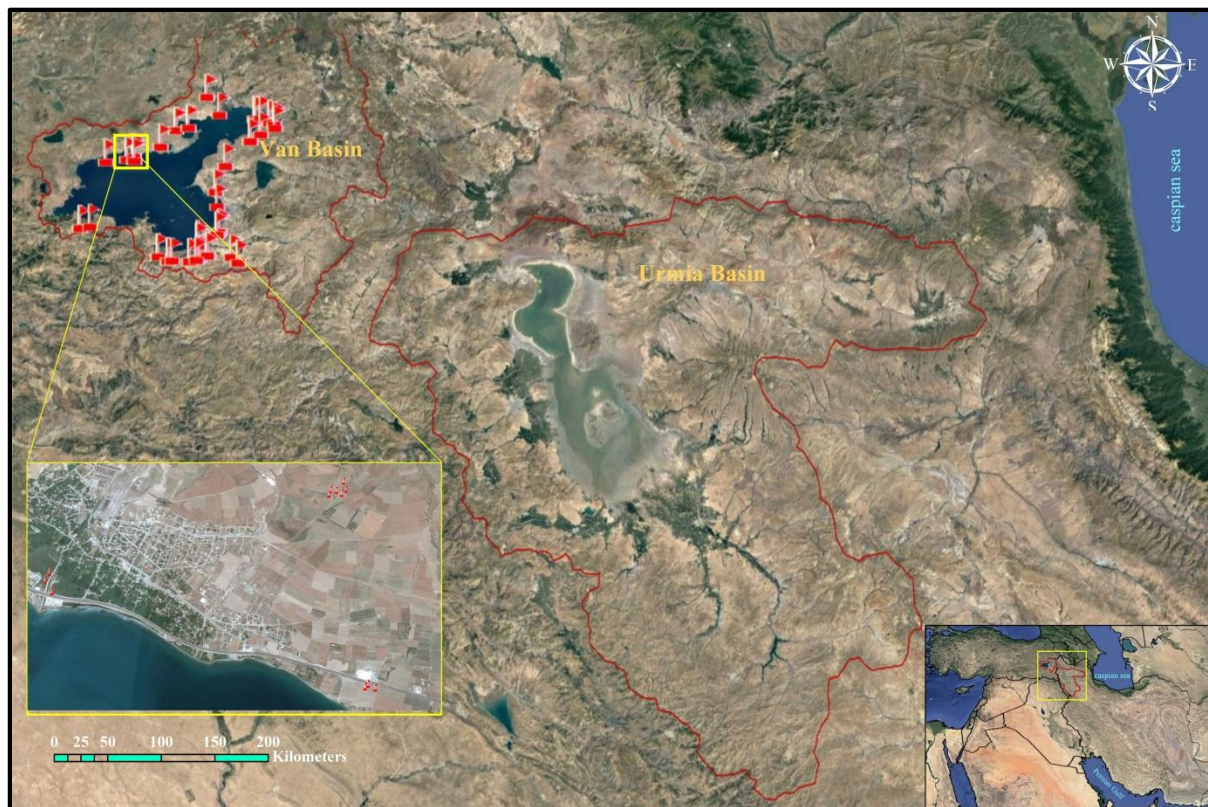 N
W E
S
Van Basin
caspian sea
Urmia Basin
0 25 50 100 150 200
Kilometers
caspian sea
Persian Gulf